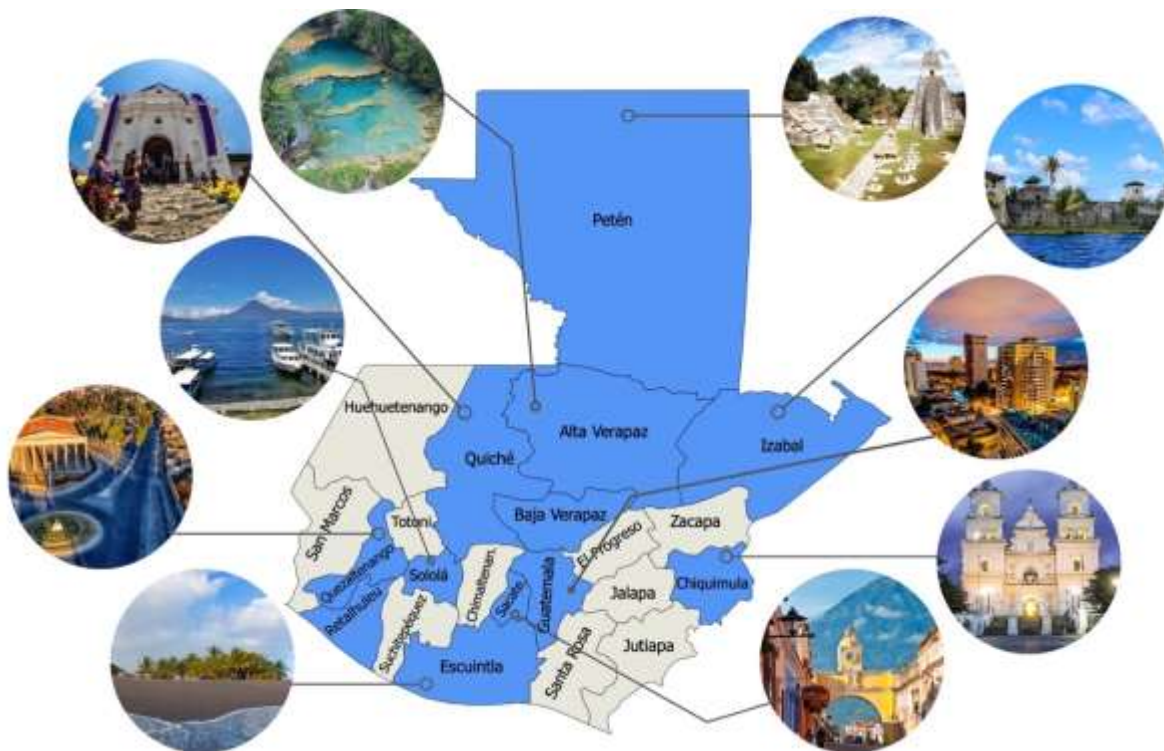 Petén
Huehuetenango
Alta Verapaz
Izabal
Quiché
Baja Verapaz
San Marcos
Totoni.
Zacapa
El Progreso
Quezaltenango
Sololá
Chimaltenan.
Sacate.
Guatemala
Jalapa
Chiquimula
Retalhuleu
Suchitepéquez
Escuintla
Santa Rosa
Jutiapa